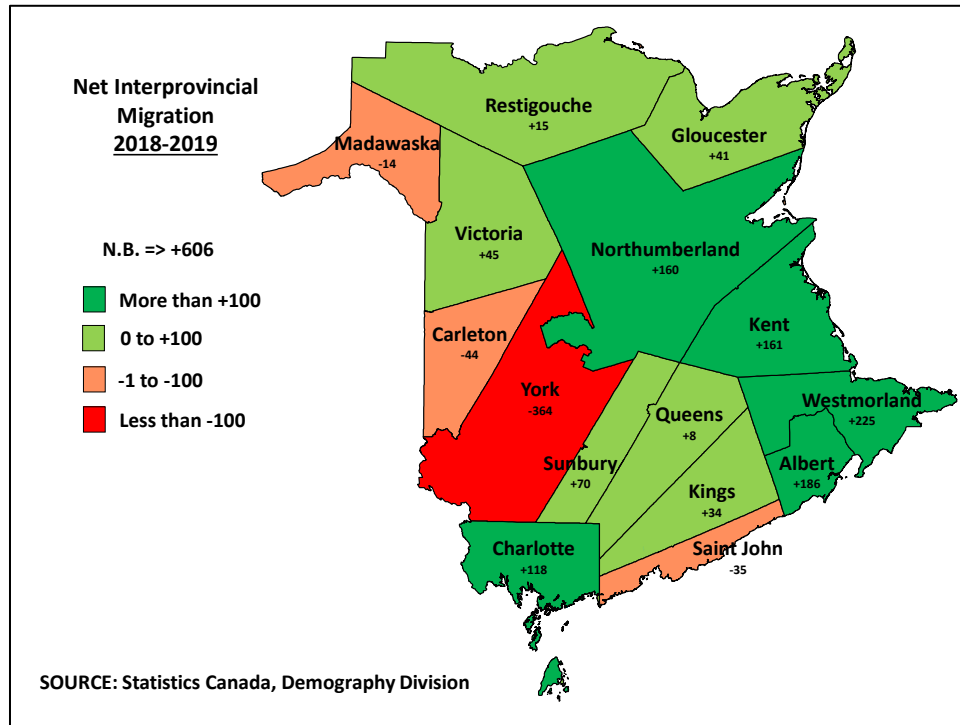 Net Interprovincial
Migration
2018-2019
N.B. => +606
More than +100
0 to +100
-1 to -100
Less than -100
Restigouche
+15
Gloucester
+41
Madawaska
-14
Victoria
+45
Northumberland
+160
Carleton
-44
Kent
+161
York
-364
Westmorland
+225
Queens
+8
Sunbury
+70
Albert
+186
Kings
+34
Charlotte
+118
Saint John
-35
SOURCE: Statistics Canada, Demography Division